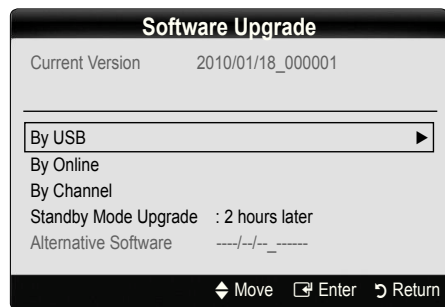 Software Upgrade
Current Version 2010/01/18_000001
By USB ►
By Online
By Channel
Standby Mode Upgrade : 2 hours later
Alternative Software ----/--/--_------
Move Enter Return